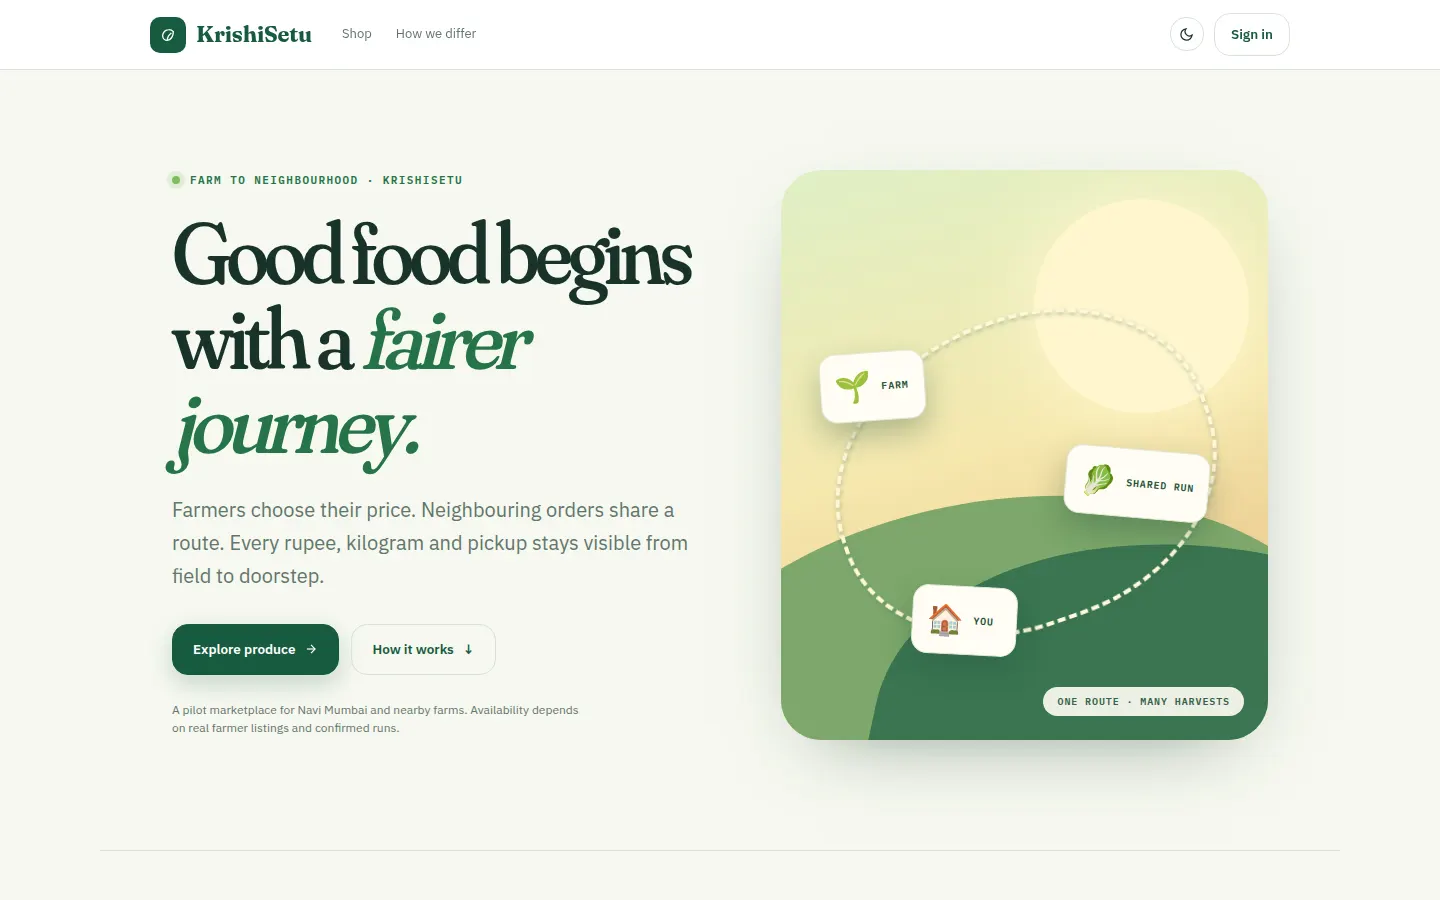 KrishiSetu
Shop
How we differ
Sign in
FARM TO NEIGHBOURHOOD · KRISHISETU
Good food begins
with a fairer
journey.
Farmers choose their price. Neighbouring orders share a
route. Every rupee, kilogram and pickup stays visible from
field to doorstep.
Explore produce →
How it works ↓
A pilot marketplace for Navi Mumbai and nearby farms. Availability depends
on real farmer listings and confirmed runs.
FARM
SHARED RUN
YOU
ONE ROUTE · MANY HARVESTS